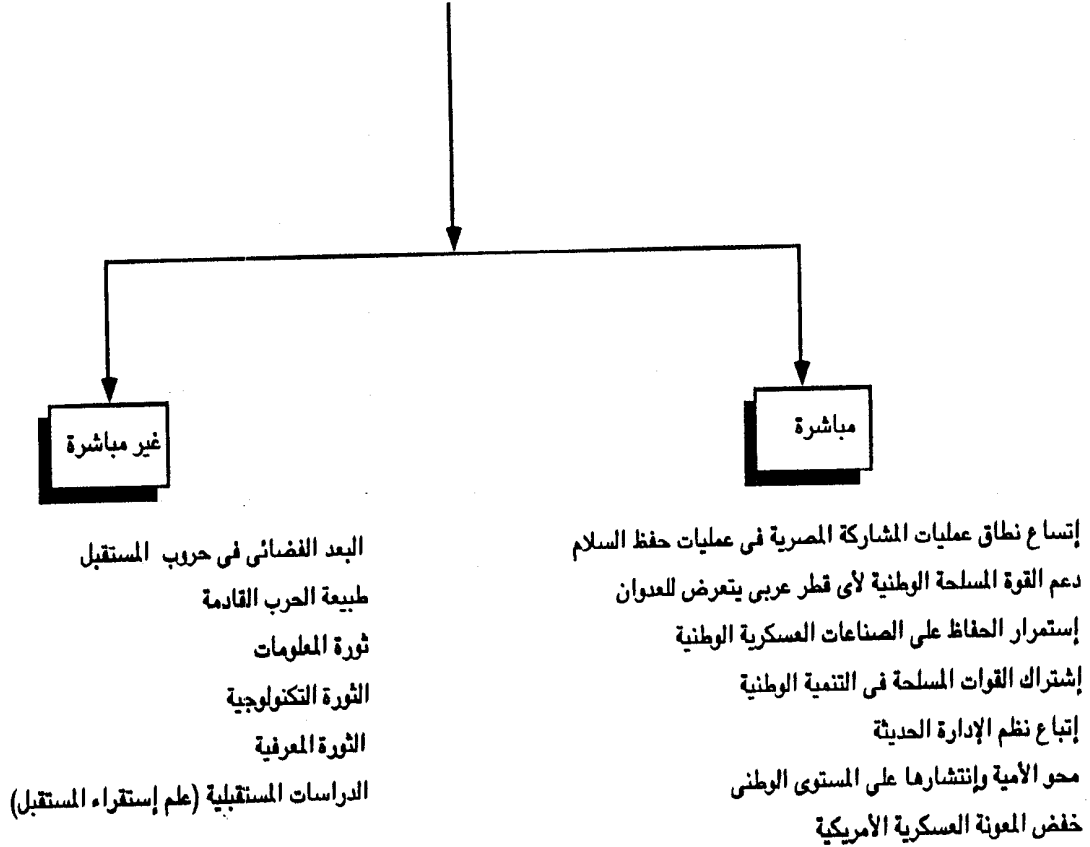 مباشرة
إتساع نطاق عمليات المشاركة المصرية فى عمليات حفظ السلام
دعم القوة المسلحة الوطنية لأى قطر عربى يتعرض للعدوان
إستمرار الحفاظ على الصناعات العسكرية الوطنية
إشتراك القوات المسلحة فى التنمية الوطنية
إتباع نظم الإدارة الحديثة
محو الأمية وإنتشارها على المستوى الوطنى
خفض المعونة العسكرية الأمريكية
غير مباشرة
البعد الفضائى فى حروب المستقبل
طبيعة الحرب القادمة
ثورة المعلومات
الثورة التكنولوجية
الثورة المعرفية
الدراسات المستقبلية (علم إستقراء المستقبل)